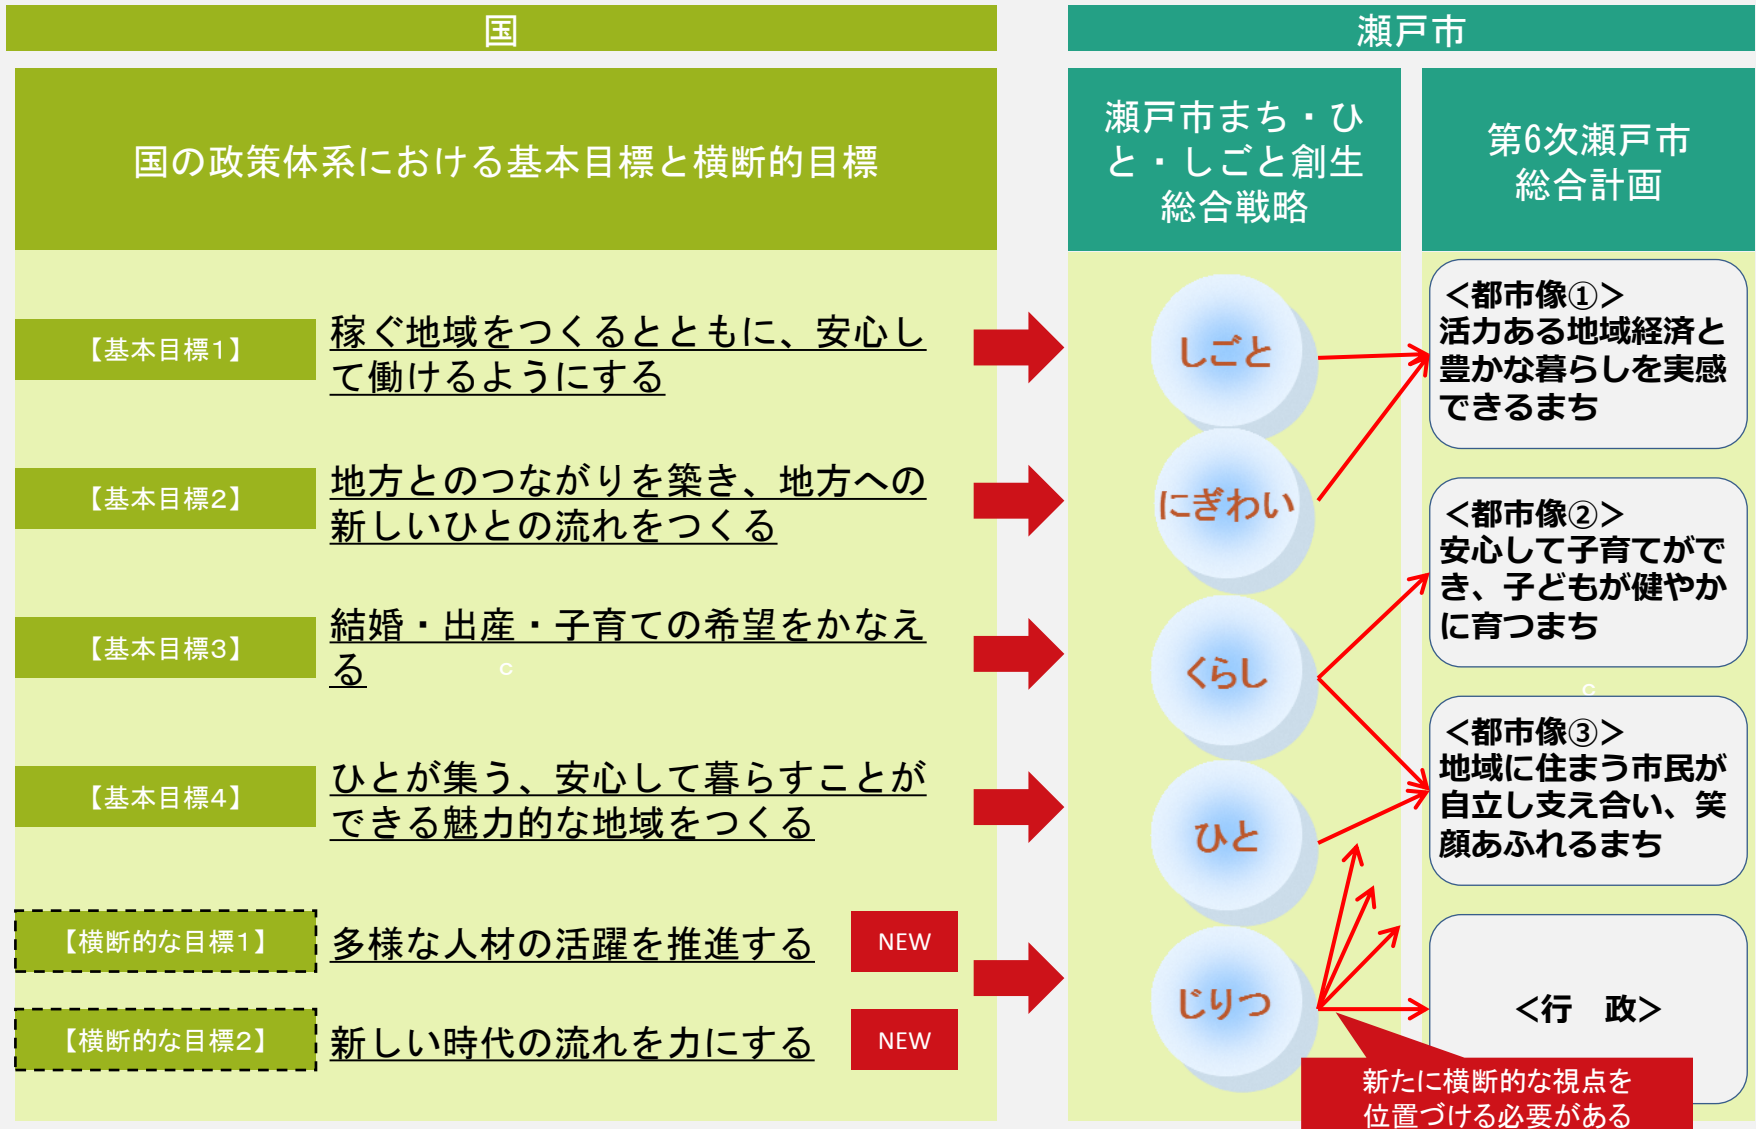 国
瀬戸市
国の政策体系における基本目標と横断的目標
瀬戸市まち・ひ
と・しごと創生
総合戦略
第6次瀬戸市
総合計画
【基本目標1】
稼ぐ地域をつくるとともに、安心し
て働けるようにする
しごと
＜都市像①＞
活力ある地域経済と
豊かな暮らしを実感
できるまち
【基本目標2】
地方とのつながりを築き、地方への
新しいひとの流れをつくる
にぎわい
＜都市像②＞
安心して子育てがで
き、子どもが健やか
に育つまち
【基本目標3】
結婚・出産・子育ての希望をかなえ
る
c
くらし
c
＜都市像③＞
地域に住まう市民が
自立し支え合い、笑
顔あふれるまち
【基本目標4】
ひとが集う、安心して暮らすことが
できる魅力的な地域をつくる
ひと
【横断的な目標1】
多様な人材の活躍を推進する
NEW
【横断的な目標2】
新しい時代の流れを力にする
NEW
じりつ
＜行　政＞
新たに横断的な視点を
位置づける必要がある